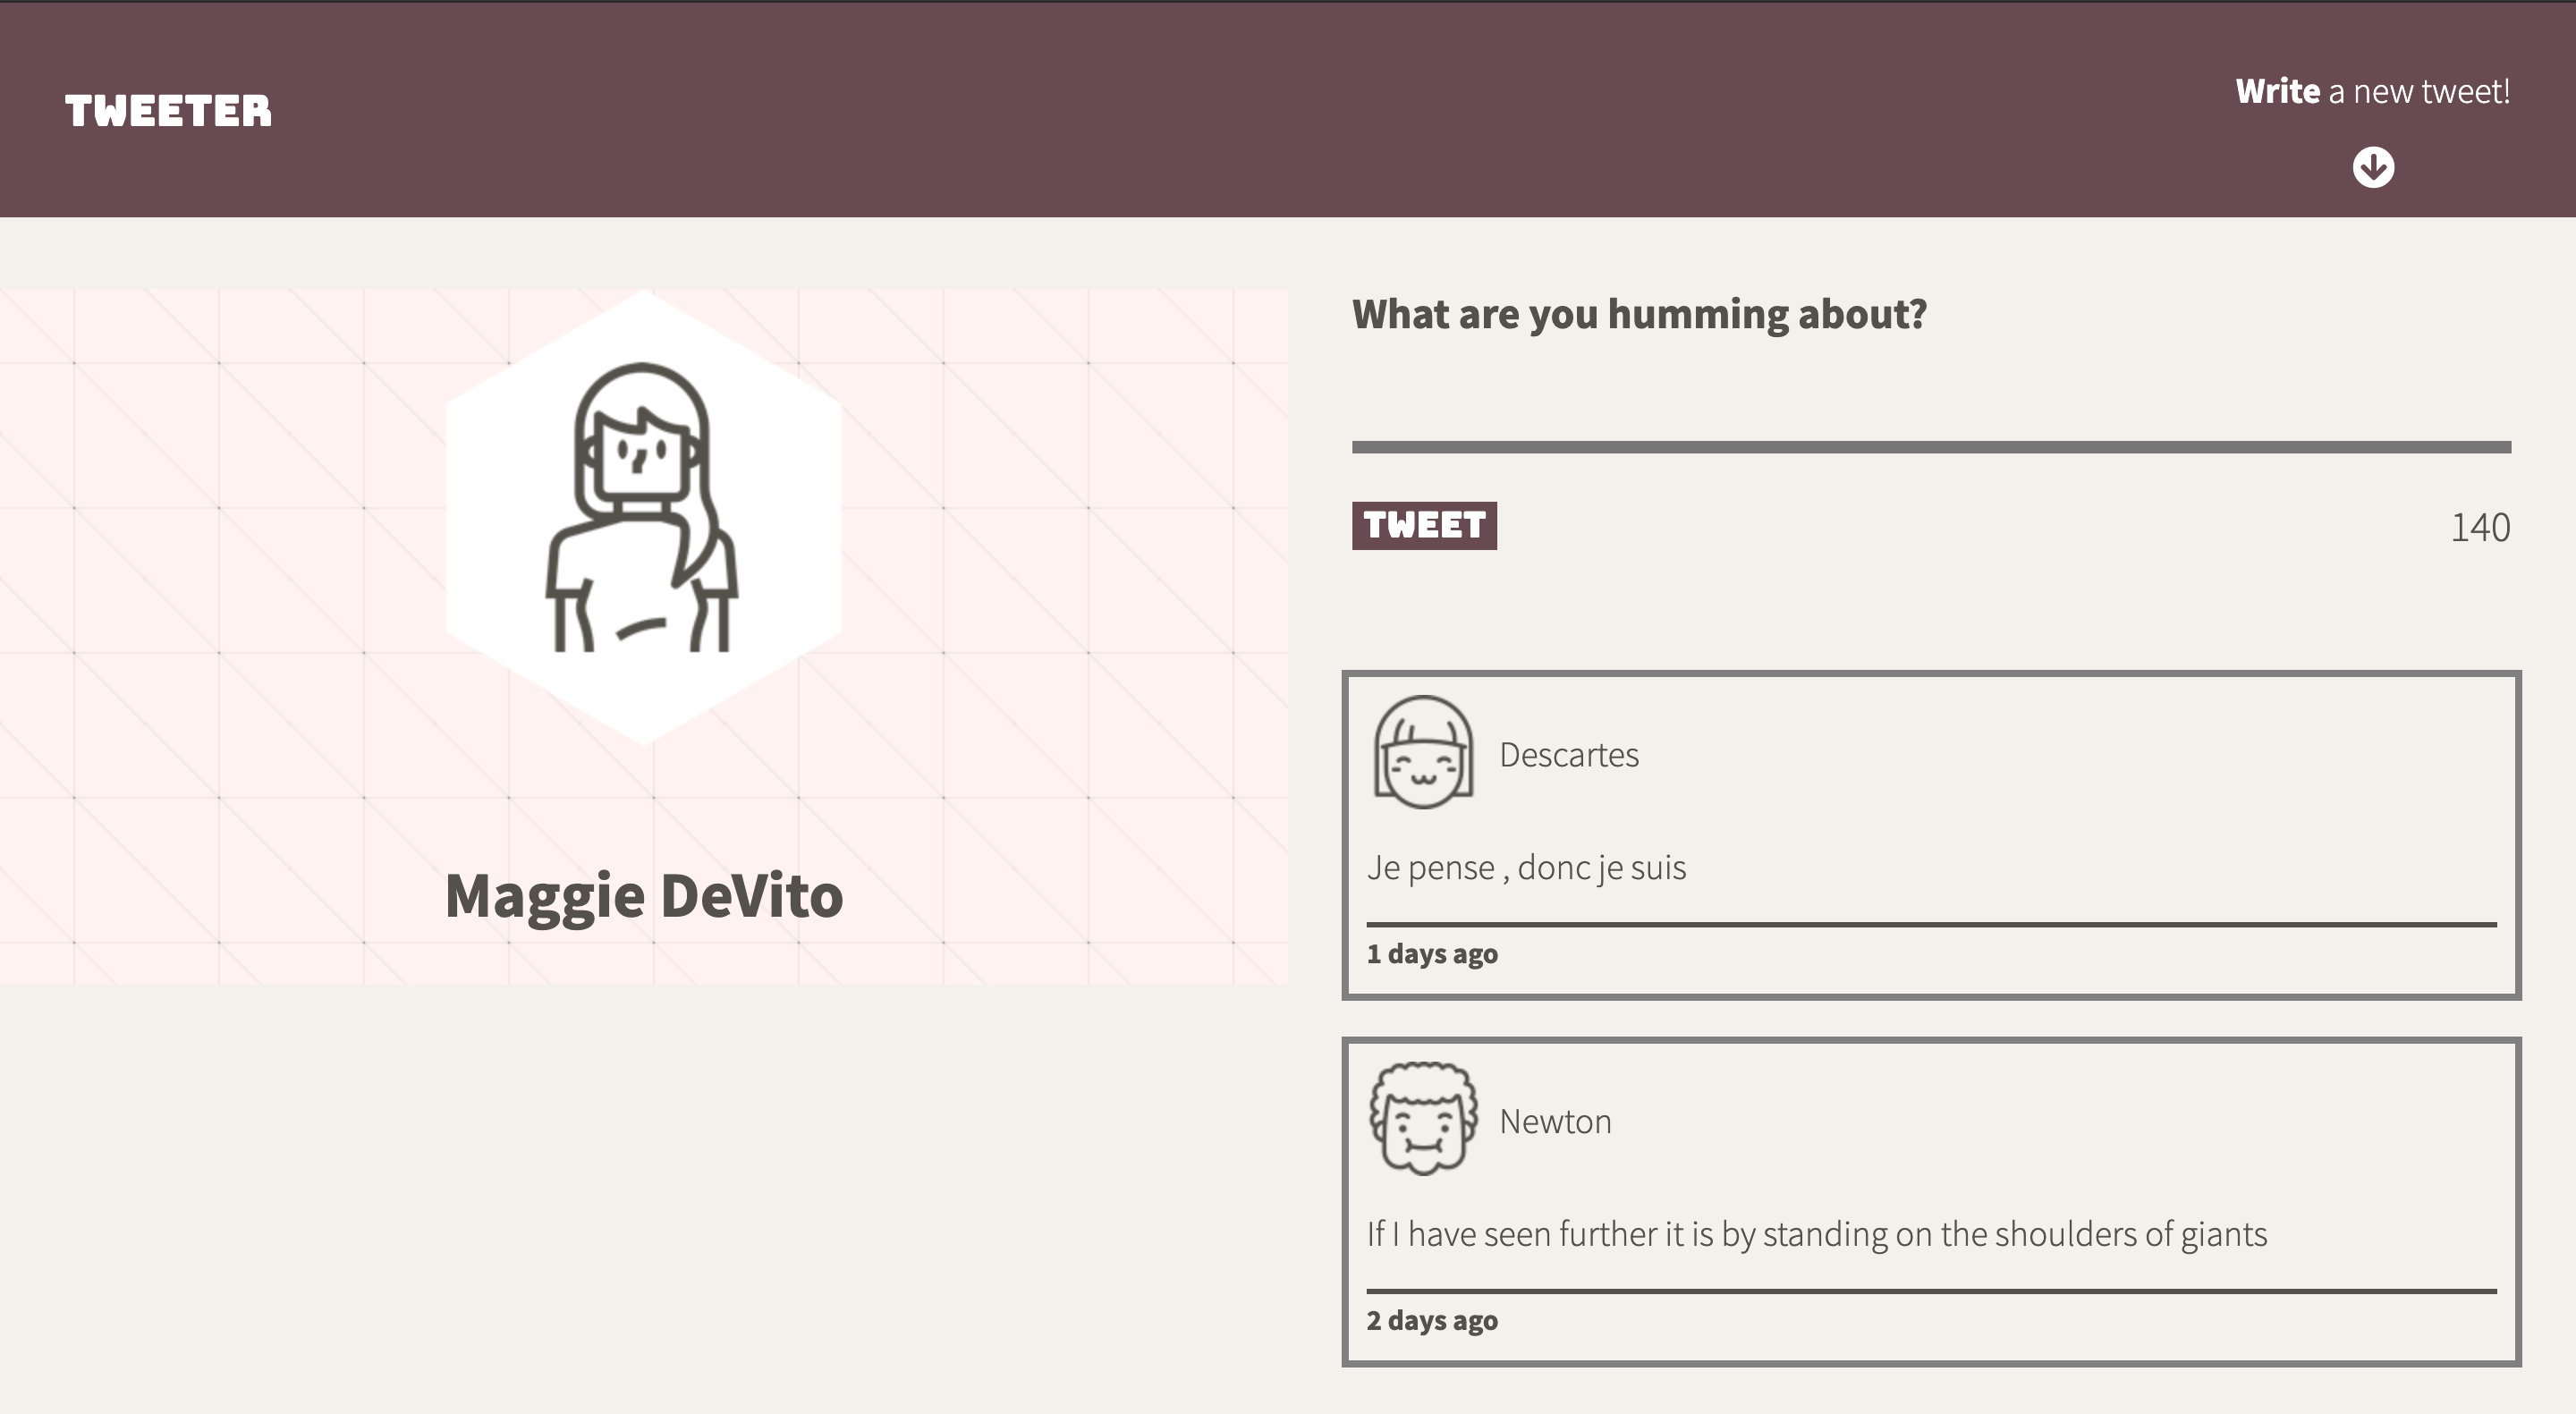 TWEETER
Write a new tweet!
Maggie DeVito
What are you humming about?
TWEET
140
Descartes
Je pense , donc je suis
1 days ago
Newton
If I have seen further it is by standing on the shoulders of giants
2 days ago